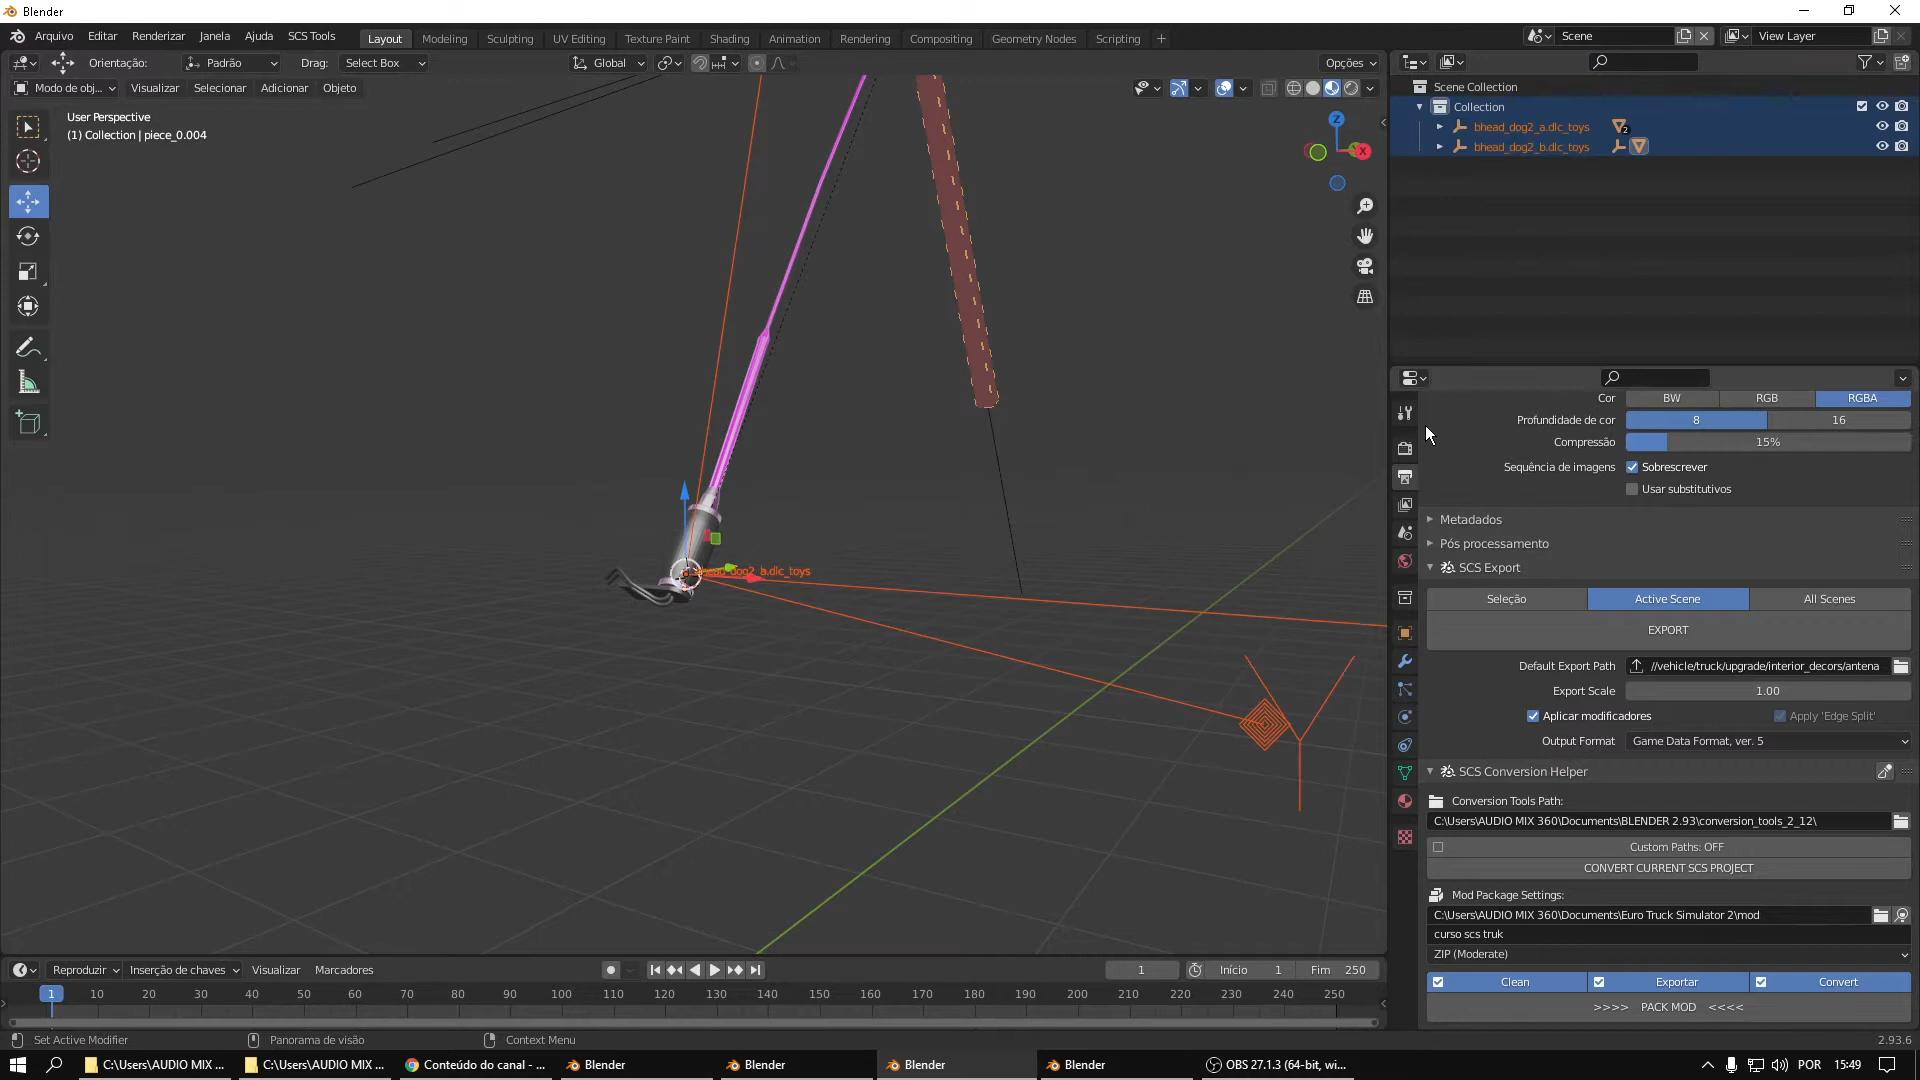 Blender
Arquivo Editar Renderizar Janela Ajuda SCS Tools
Layout Modeling Sculpting UV Editing Texture Paint Shading Animation Rendering Compositing Geometry Nodes Scripting +
Scene
View Layer
Orientação: Padrão Drag: Select Box
Global
Opções
Modo de obj... Visualizar Selecionar Adicionar Objeto
User Perspective
(1) Collection | piece_0.004
Z
X
bhead_dog2_a.dlc_toys
Scene Collection
Collection
bhead_dog2_a.dlc_toys 2
bhead_dog2_b.dlc_toys
Cor BW RGB RGBA
Profundidade de cor 8 16
Compressão 15%
Sequência de imagens Sobrescrever
Usar substitutivos
Metadados
Pós processamento
SCS Export
Seleção Active Scene All Scenes
EXPORT
Default Export Path //vehicle/truck/upgrade/interior_decors/antena
Export Scale 1.00
Aplicar modificadores Apply 'Edge Split'
Output Format Game Data Format, ver. 5
SCS Conversion Helper
Conversion Tools Path:
C:\Users\AUDIO MIX 360\Documents\BLENDER 2.93\conversion_tools_2_12\
Custom Paths: OFF
CONVERT CURRENT SCS PROJECT
Mod Package Settings:
C:\Users\AUDIO MIX 360\Documents\Euro Truck Simulator 2\mod
curso scs truk
ZIP (Moderate)
Clean Exportar Convert
>>>> PACK MOD <<<<
Reproduzir Inserção de chaves Visualizar Marcadores
1 Início 1 Fim 250
1 10 20 30 40 50 60 70 80 90 100 110 120 130 140 150 160 170 180 190 200 210 220 230 240 250
Set Active Modifier Panorama de visão Context Menu 2.93.6
C:\Users\AUDIO MIX ... C:\Users\AUDIO MIX ... Conteúdo do canal - ... Blender Blender Blender Blender OBS 27.1.3 (64-bit, wi... POR 15:49